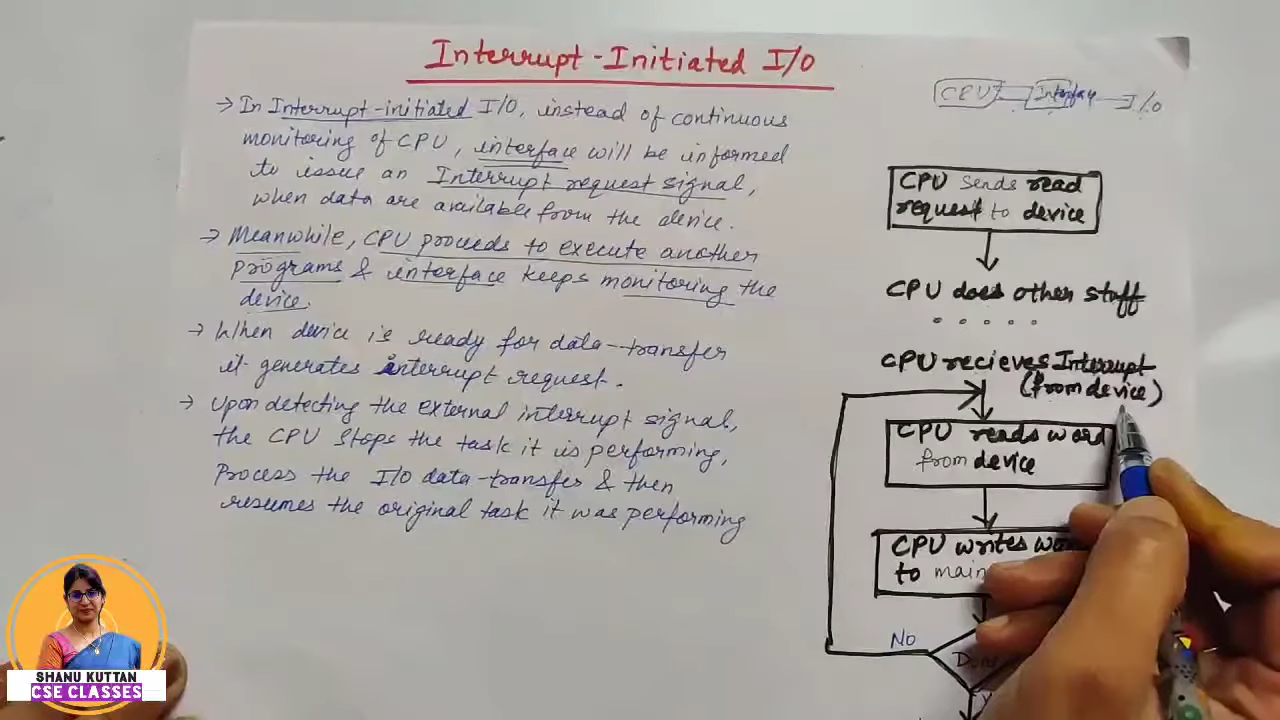 Interrupt-Initiated I/O
→ In Interrupt-initiated I/O, instead of continuous
monitoring of CPU, interface will be informed
to issue an Interrupt request signal,
when data are available from the device.
→ Meanwhile, CPU proceeds to execute another
programs & interface keeps monitoring the
device.
→ When device is ready for data-transfer
it generates interrupt request.
→ Upon detecting the external interrupt signal,
the CPU stops the task it is performing,
Process the I/O data-transfer & then
resumes the original task it was performing
CPU Interface I/O
CPU sends read
request to device
CPU does other stuff
. . . . .
CPU recieves Interrupt
(from device)
CPU reads word
from device
CPU writes
to main
No
SHANU KUTTAN
CSE CLASSES